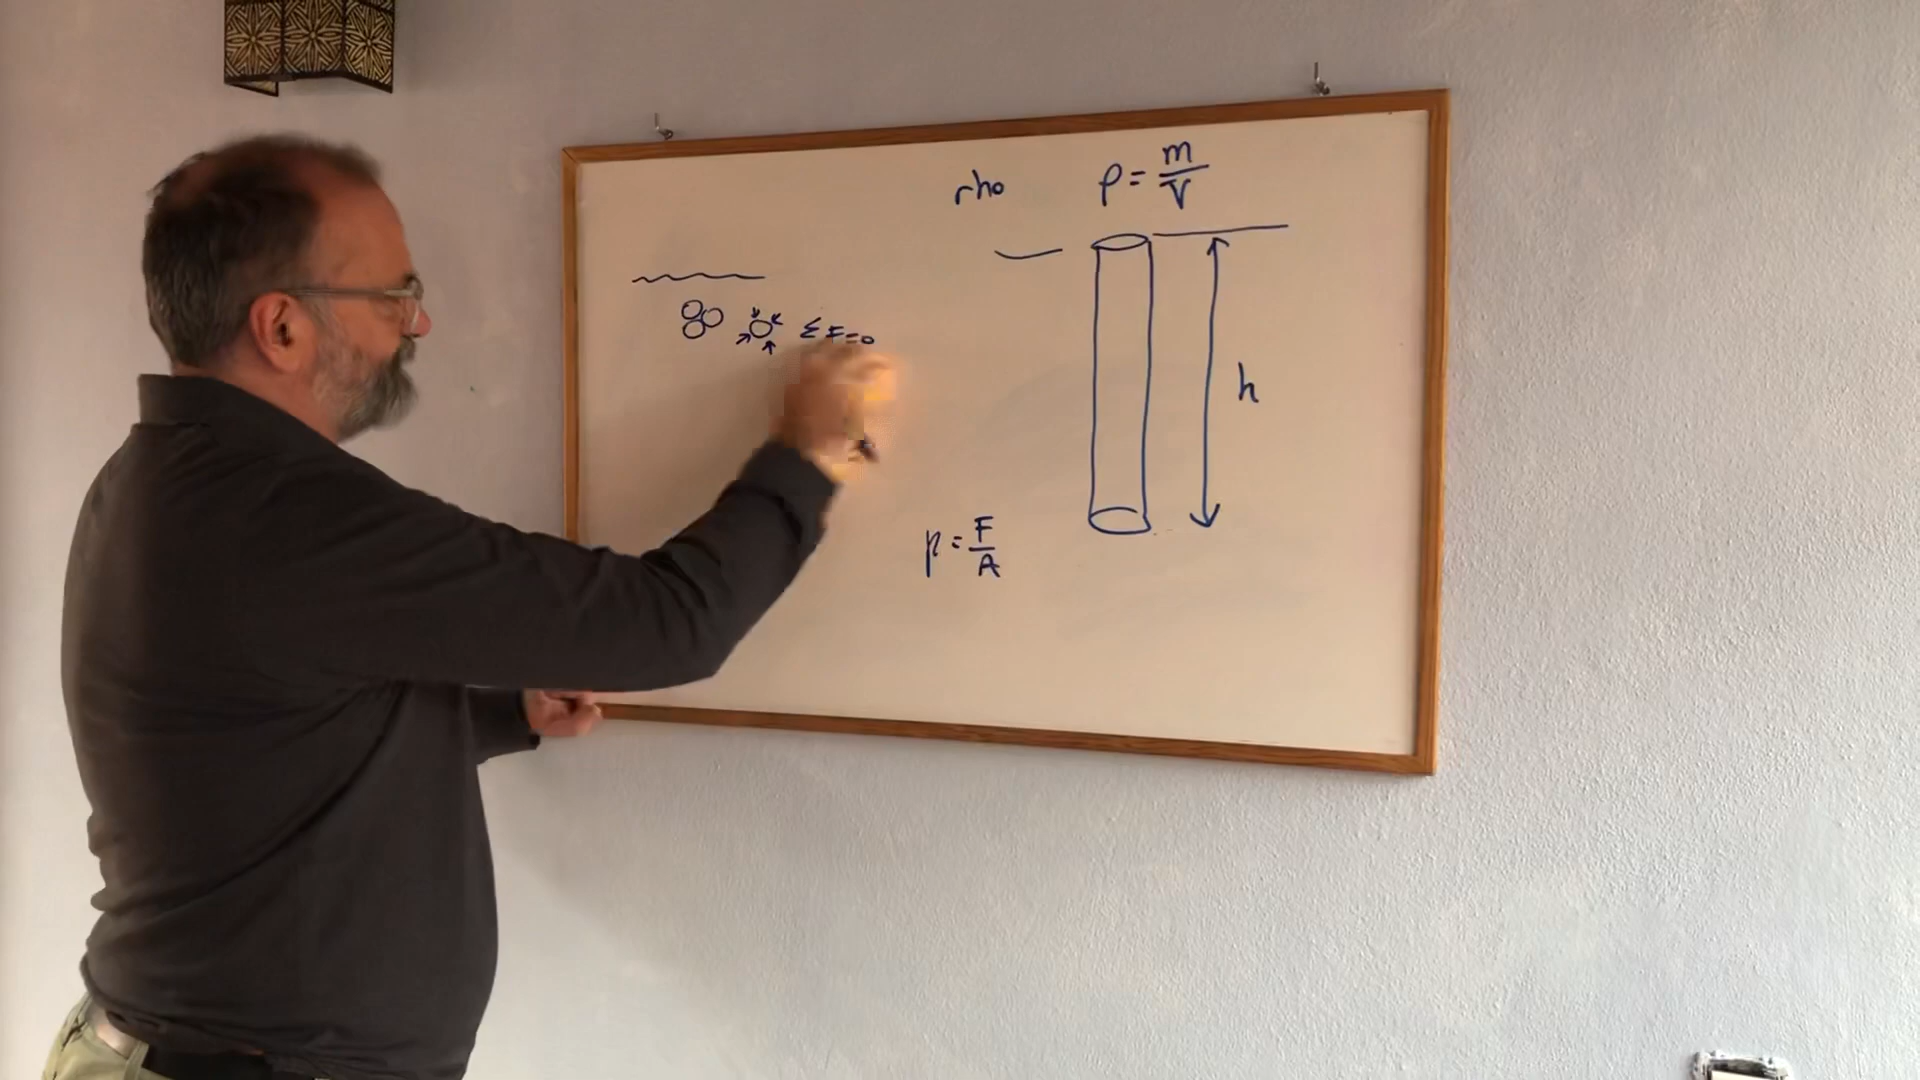 rho ρ = m/V
ΣF=0
h
p = F/A